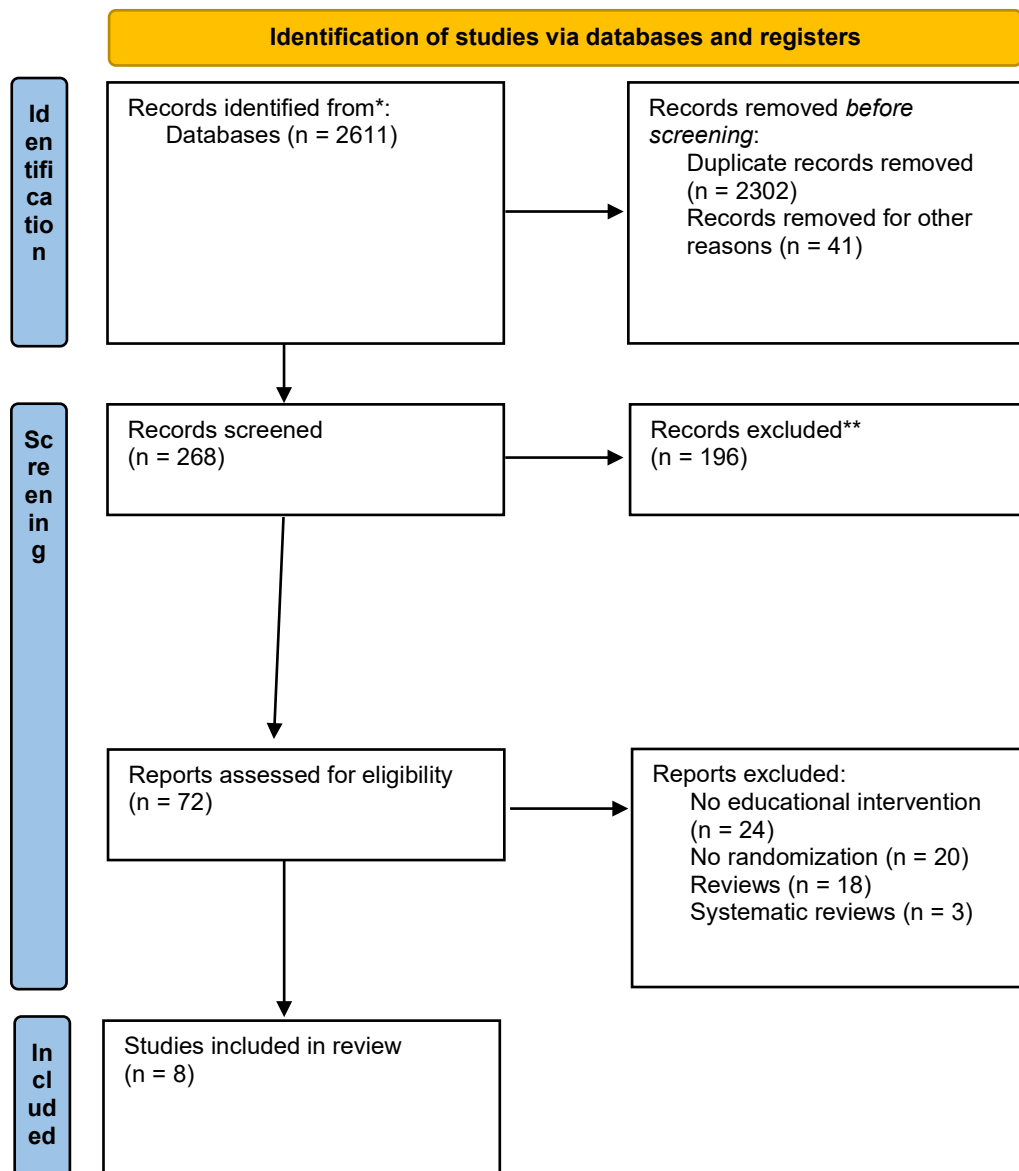 Identification of studies via databases and registers
Id
en
tifi
ca
tio
n
Records identified from*:
Databases (n = 2611)
Records removed before
screening:
Duplicate records removed
(n = 2302)
Records removed for other
reasons (n = 41)
Sc
re
en
in
g
Records screened
(n = 268)
Records excluded**
(n = 196)
Reports assessed for eligibility
(n = 72)
Reports excluded:
No educational intervention
(n = 24)
No randomization (n = 20)
Reviews (n = 18)
Systematic reviews (n = 3)
In
cl
ud
ed
Studies included in review
(n = 8)